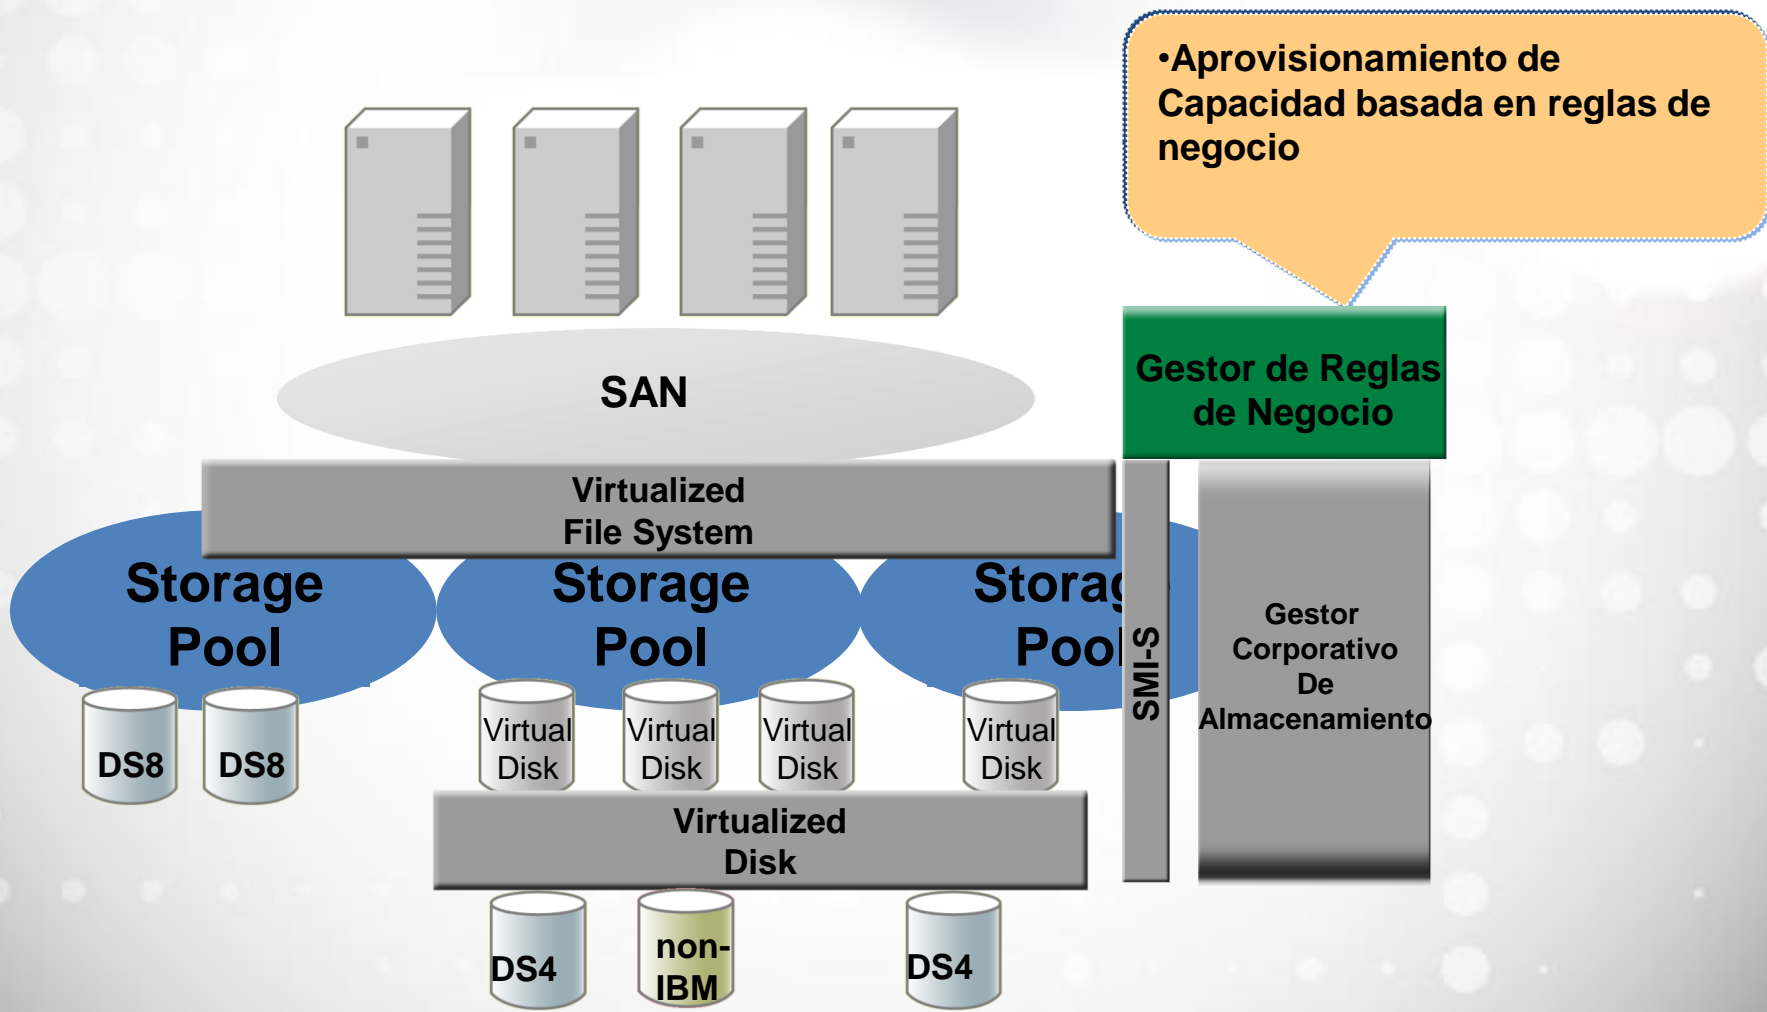 •Aprovisionamiento de
Capacidad basada en reglas de
negocio
SAN
Gestor de Reglas
de Negocio
Virtualized
File System
Storage
Pool
Storage
Pool
Storag
Pool
SMI-S
Gestor
Corporativo
De
Almacenamiento
DS8
DS8
Virtual
Disk
Virtual
Disk
Virtual
Disk
Virtual
Disk
Virtualized
Disk
DS4
non-
IBM
DS4